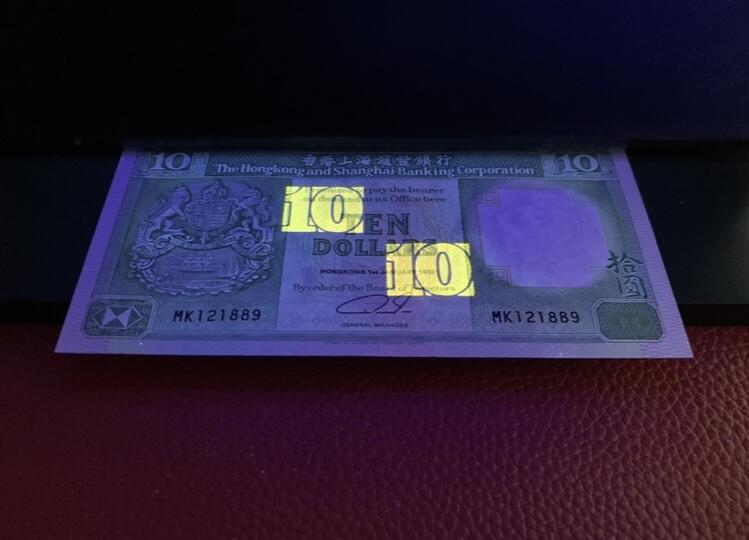 10 香港上海滙豐銀行 10
The Hongkong and Shanghai Banking Corporation
10
promises to pay the bearer
on demand at its Office here
TEN
DOLLARS
10
HONGKONG 1st JANUARY
By order of the Board of Directors
拾圓
MK121889 MK121889
GENERAL MANAGER